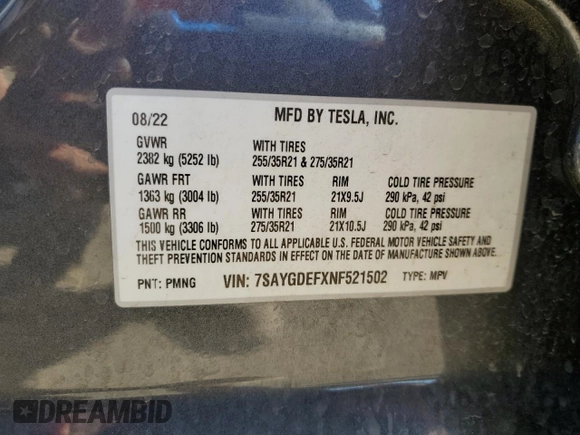 08/22 MFD BY TESLA, INC.
GVWR WITH TIRES
2382 kg (5252 lb) 255/35R21 & 275/35R21
GAWR FRT WITH TIRES RIM COLD TIRE PRESSURE
1363 kg (3004 lb) 255/35R21 21X9.5J 290 kPa, 42 psi
GAWR RR WITH TIRES RIM COLD TIRE PRESSURE
1500 kg (3306 lb) 275/35R21 21X10.5J 290 kPa, 42 psi
THIS VEHICLE CONFORMS TO ALL APPLICABLE U.S. FEDERAL MOTOR VEHICLE SAFETY AND
THEFT PREVENTION STANDARDS IN EFFECT ON THE DATE OF MANUFACTURE SHOWN ABOVE.
PNT: PMNG VIN: 7SAYGDEFXNF521502 TYPE: MPV
DREAMBID